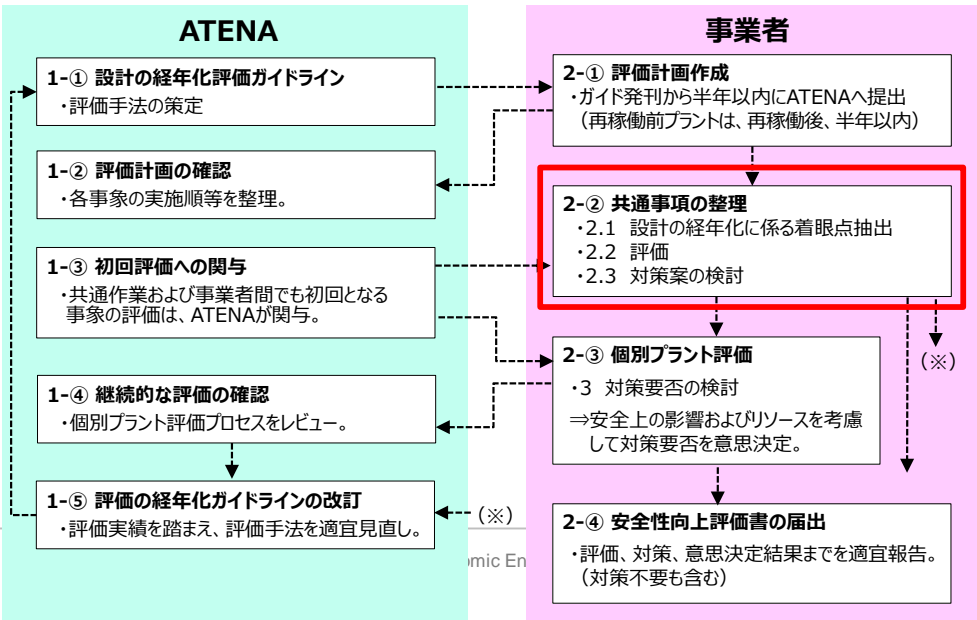 ATENA
1-① 設計の経年化評価ガイドライン
・評価手法の策定
1-② 評価計画の確認
・各事象の実施順等を整理。
1-③ 初回評価への関与
・共通作業および事業者間でも初回となる
事象の評価は、ATENAが関与。
1-④ 継続的な評価の確認
・個別プラント評価プロセスをレビュー。
1-⑤ 評価の経年化ガイドラインの改訂
・評価実績を踏まえ、評価手法を適宜見直し。
(※)
事業者
2-① 評価計画作成
・ガイド発刊から半年以内にATENAへ提出
（再稼働前プラントは、再稼働後、半年以内）
2-② 共通事項の整理
・2.1 設計の経年化に係る着眼点抽出
・2.2 評価
・2.3 対策案の検討
(※)
2-③ 個別プラント評価
・3 対策要否の検討
⇒安全上の影響およびリソースを考慮
して対策要否を意思決定。
2-④ 安全性向上評価書の届出
・評価、対策、意思決定結果までを適宜報告。
（対策不要も含む）
omic En